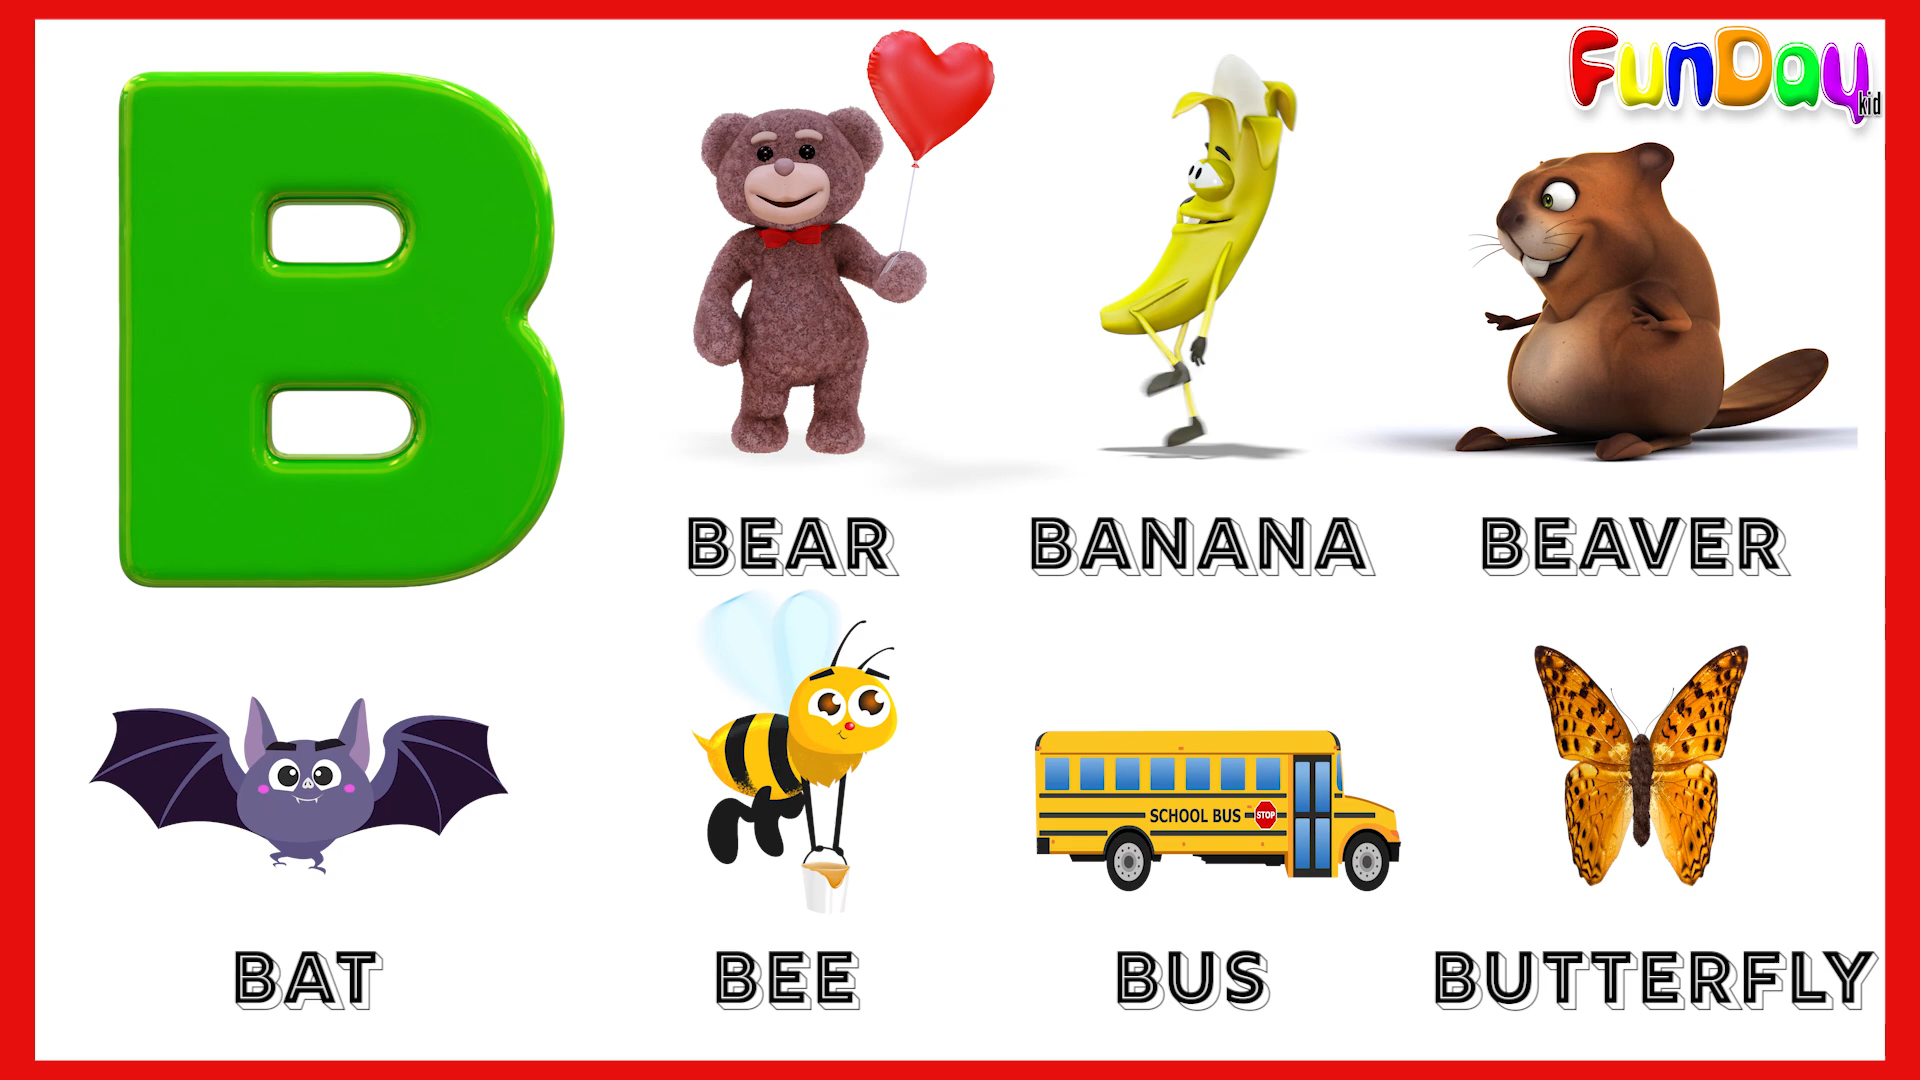 B
FunDay
kid
BEAR BANANA BEAVER
SCHOOL BUS STOP
BAT BEE BUS BUTTERFLY